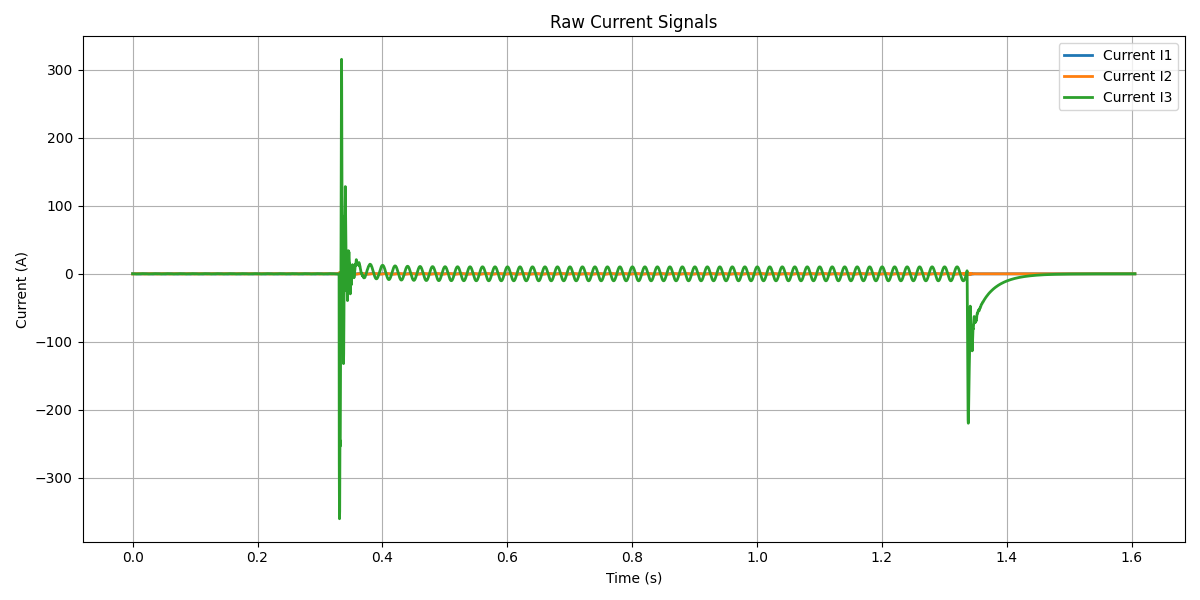 Raw Current Signals
Current I1
Current I2
Current I3
Current (A)
300
200
100
0
−100
−200
−300
0.0 0.2 0.4 0.6 0.8 1.0 1.2 1.4 1.6
Time (s)